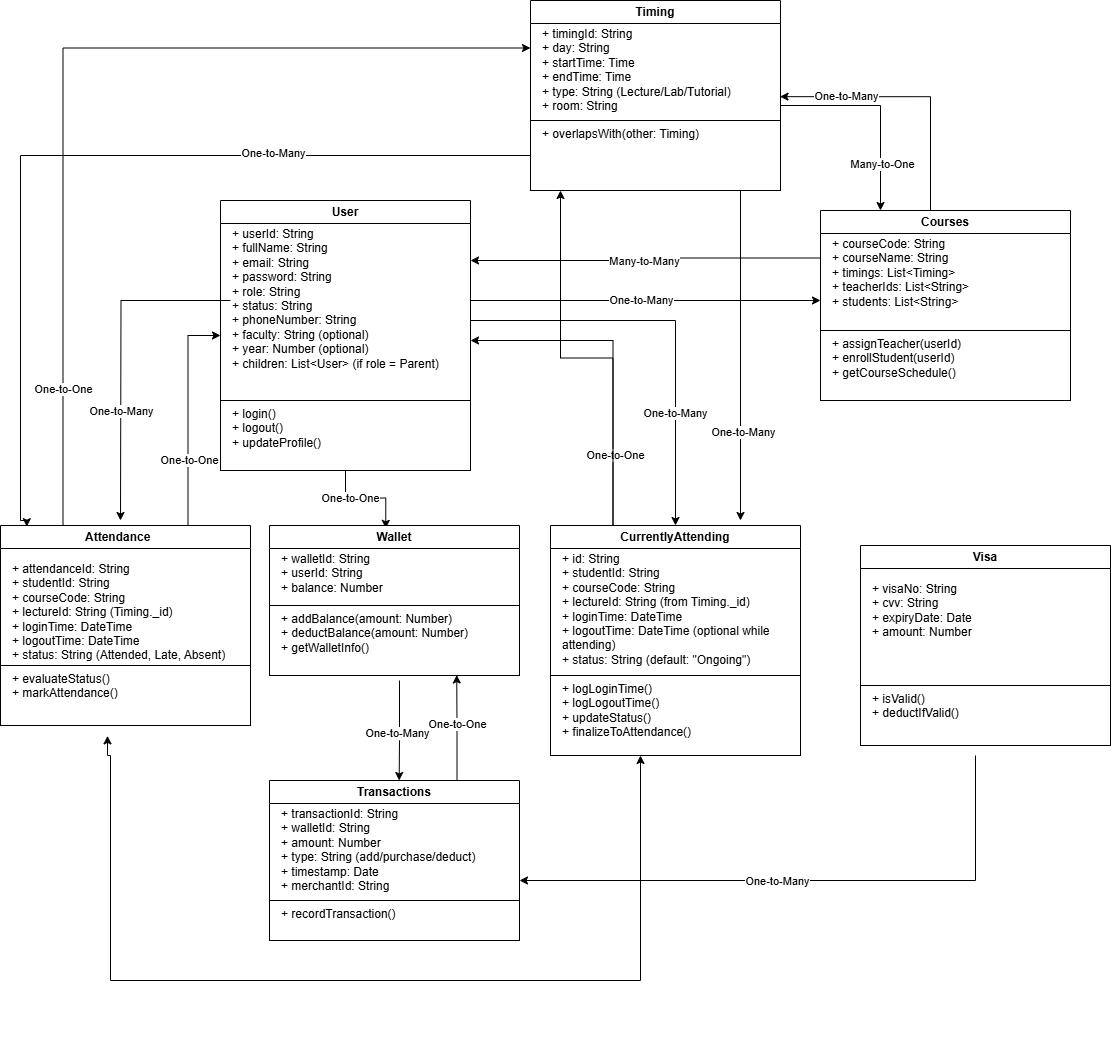 Timing
+ timingId: String
+ day: String
+ startTime: Time
+ endTime: Time
+ type: String (Lecture/Lab/Tutorial)
+ room: String
+ overlapsWith(other: Timing)
One-to-Many
Many-to-One
One-to-Many
User
+ userId: String
+ fullName: String
+ email: String
+ password: String
+ role: String
+ status: String
+ phoneNumber: String
+ faculty: String (optional)
+ year: Number (optional)
+ children: List<User> (if role = Parent)
+ login()
+ logout()
+ updateProfile()
Courses
+ courseCode: String
+ courseName: String
+ timings: List<Timing>
+ teacherIds: List<String>
+ students: List<String>
+ assignTeacher(userId)
+ enrollStudent(userId)
+ getCourseSchedule()
Many-to-Many
One-to-Many
One-to-One
One-to-Many
One-to-Many
One-to-Many
One-to-One
One-to-One
One-to-One
Attendance
+ attendanceId: String
+ studentId: String
+ courseCode: String
+ lectureId: String (Timing._id)
+ loginTime: DateTime
+ logoutTime: DateTime
+ status: String (Attended, Late, Absent)
+ evaluateStatus()
+ markAttendance()
Wallet
+ walletId: String
+ userId: String
+ balance: Number
+ addBalance(amount: Number)
+ deductBalance(amount: Number)
+ getWalletInfo()
CurrentlyAttending
+ id: String
+ studentId: String
+ courseCode: String
+ lectureId: String (from Timing._id)
+ loginTime: DateTime
+ logoutTime: DateTime (optional while
attending)
+ status: String (default: "Ongoing")
+ logLoginTime()
+ logLogoutTime()
+ updateStatus()
+ finalizeToAttendance()
Visa
+ visaNo: String
+ cvv: String
+ expiryDate: Date
+ amount: Number
+ isValid()
+ deductIfValid()
One-to-Many
One-to-One
Transactions
+ transactionId: String
+ walletId: String
+ amount: Number
+ type: String (add/purchase/deduct)
+ timestamp: Date
+ merchantId: String
+ recordTransaction()
One-to-Many